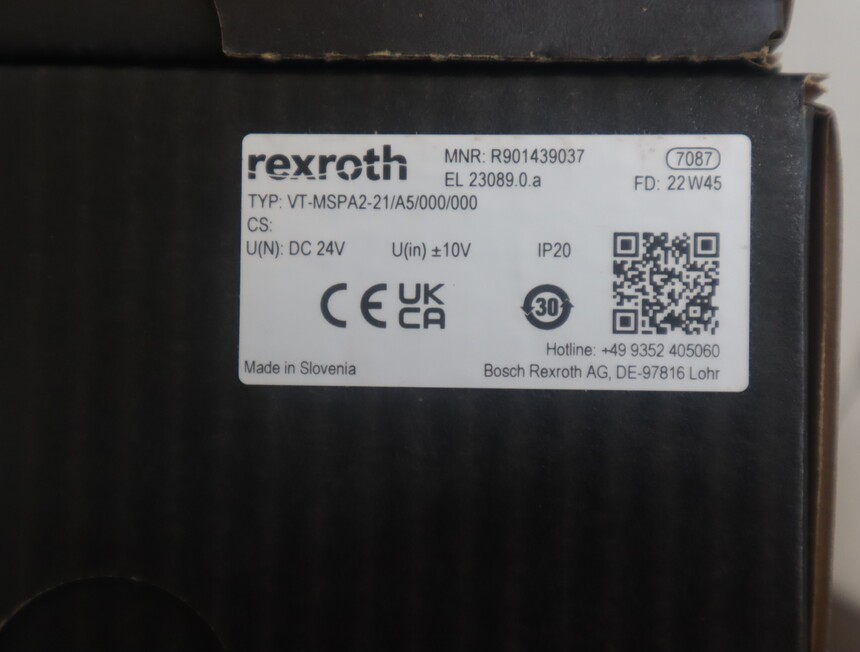 rexroth
MNR: R901439037
7087
EL 23089.0.a
FD: 22W45
TYP: VT-MSPA2-21/A5/000/000
CS:
U(N): DC 24V U(in) ±10V IP20
CE UK CA
30
Hotline: +49 9352 405060
Made in Slovenia
Bosch Rexroth AG, DE-97816 Lohr